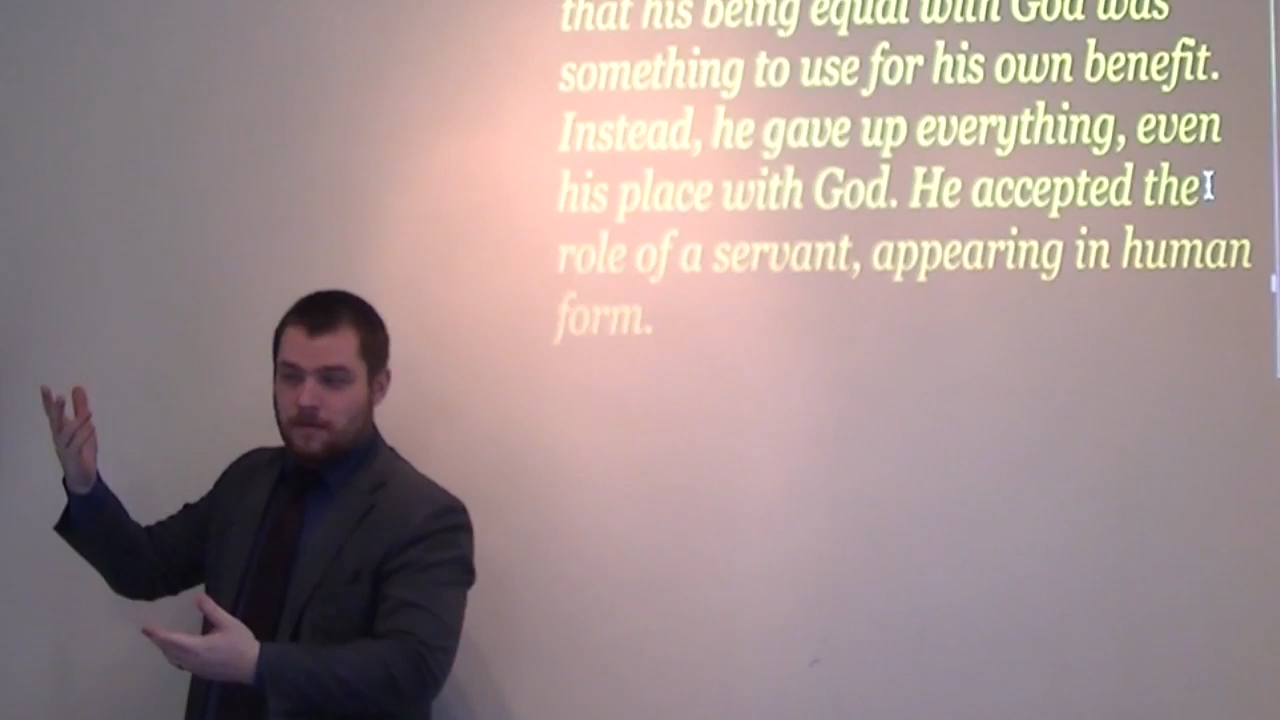 that his being equal with God was
something to use for his own benefit.
Instead, he gave up everything, even
his place with God. He accepted the
role of a servant, appearing in human
form.